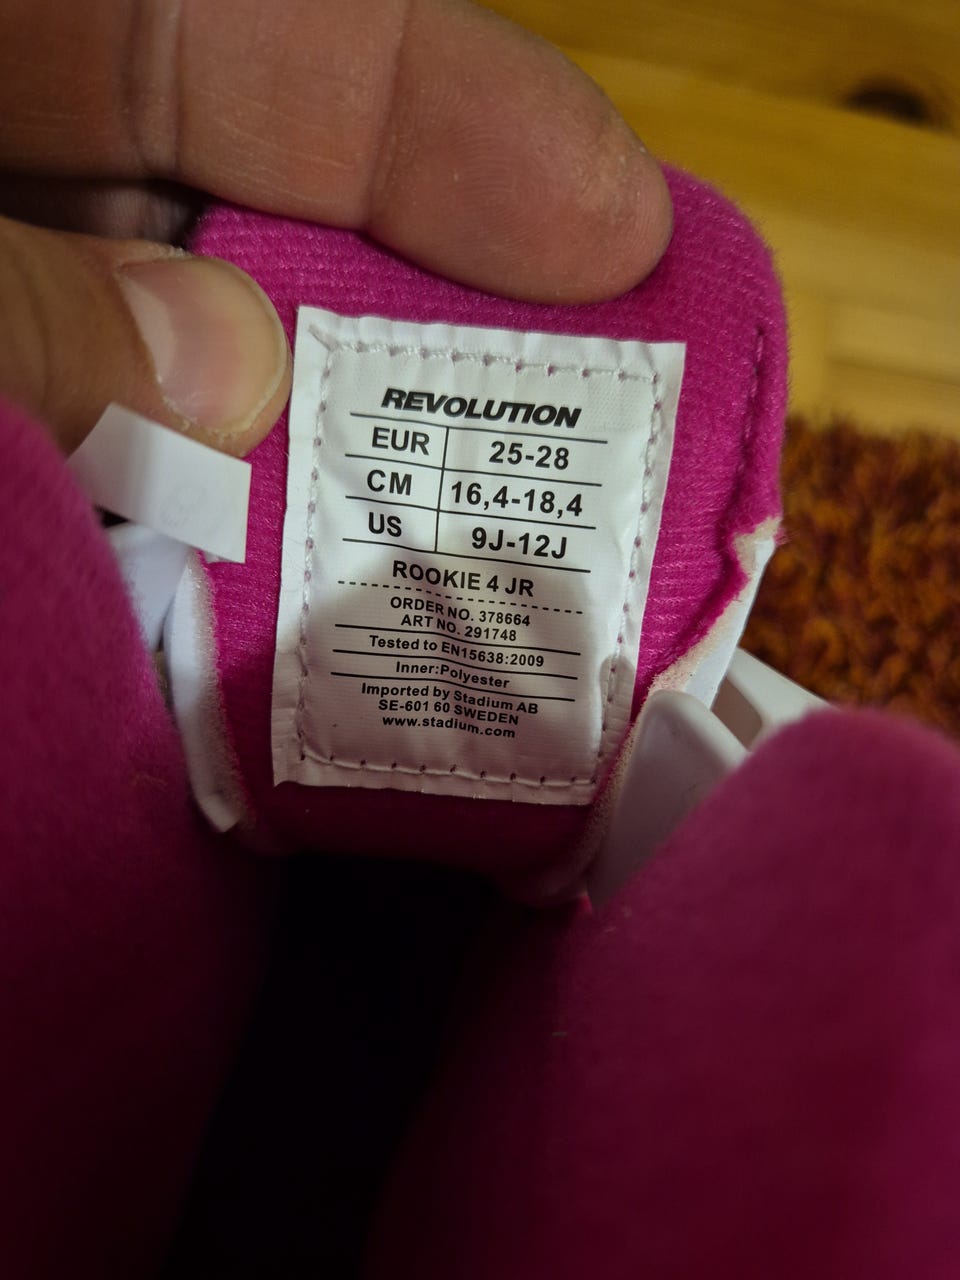 REVOLUTION
EUR 25-28
CM 16,4-18,4
US 9J-12J
ROOKIE 4 JR
ORDER NO. 378664
ART NO. 291748
Tested to EN15638:2009
Inner:Polyester
Imported by Stadium AB
SE-601 60 SWEDEN
www.stadium.com